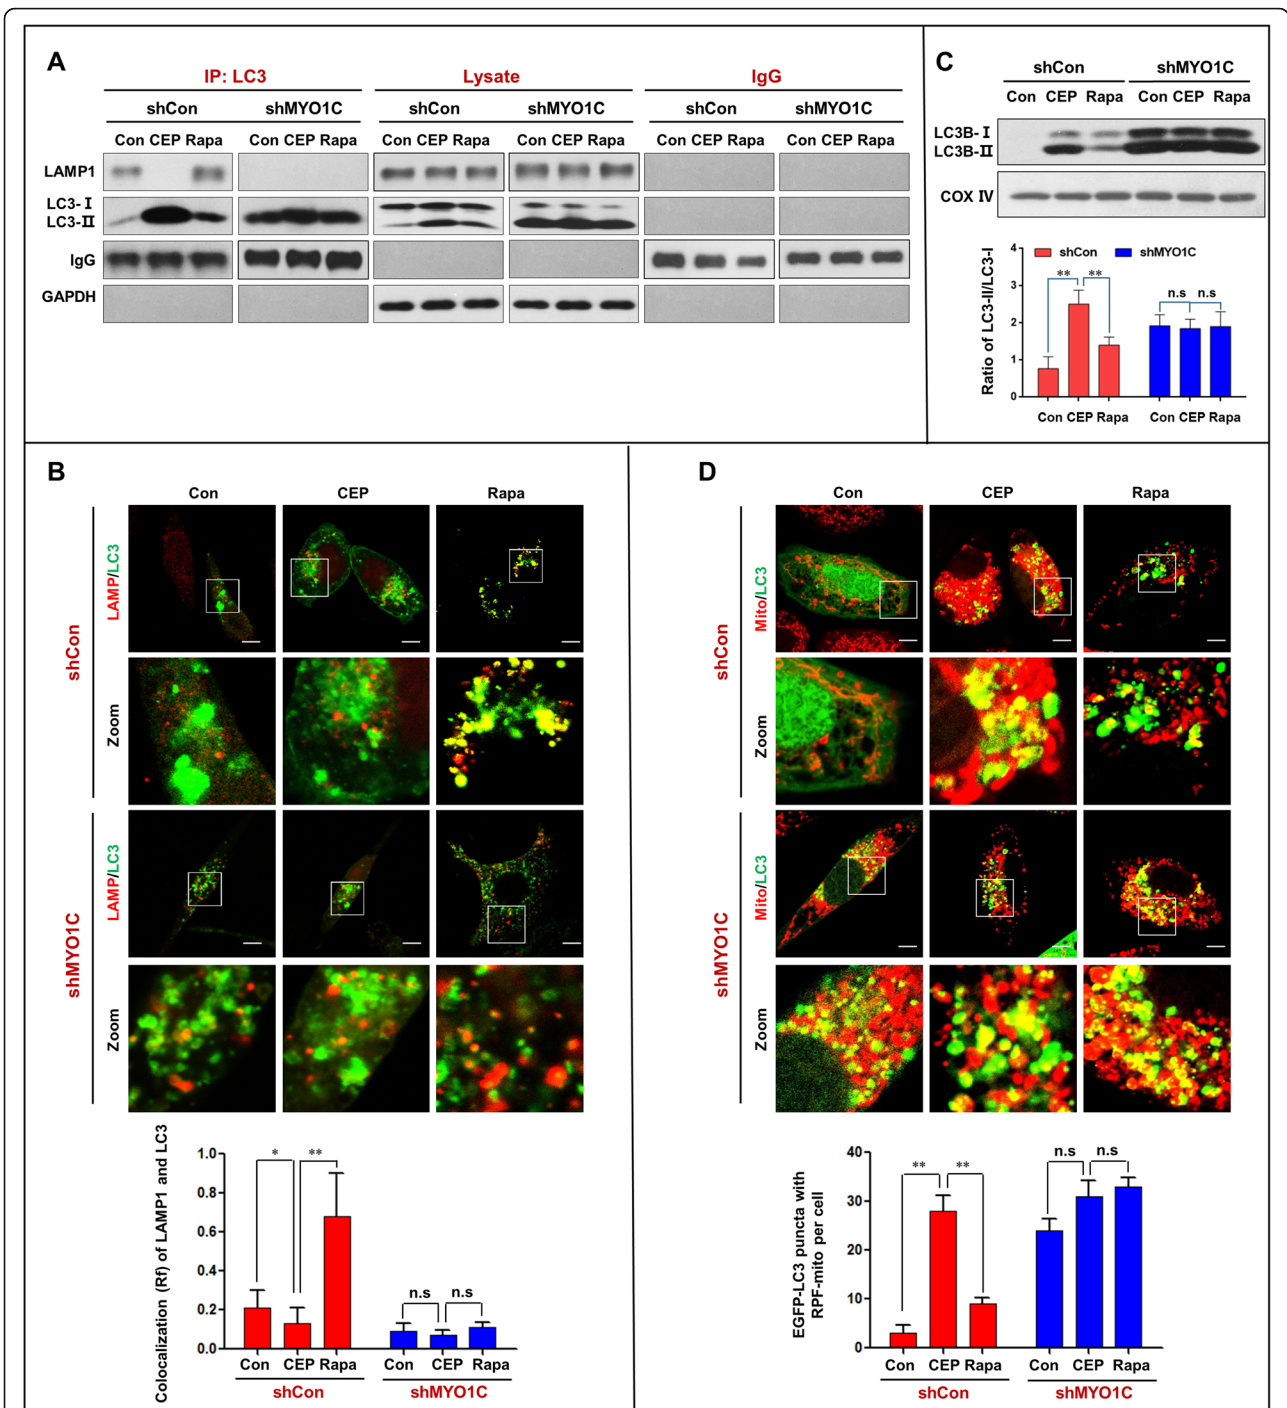 A
IP: LC3 Lysate IgG
shCon shMYO1C shCon shMYO1C shCon shMYO1C
Con CEP Rapa Con CEP Rapa Con CEP Rapa Con CEP Rapa Con CEP Rapa Con CEP Rapa
LAMP1
LC3-Ⅰ
LC3-Ⅱ
IgG
GAPDH
C
shCon shMYO1C
Con CEP Rapa Con CEP Rapa
LC3B-Ⅰ
LC3B-Ⅱ
COX Ⅳ
Ratio of LC3-II/LC3-I
4
3
2
1
0
shCon shMYO1C
** ** n.s n.s
Con CEP Rapa Con CEP Rapa
B
Con CEP Rapa
shCon
LAMP/LC3
Zoom
shMYO1C
LAMP/LC3
Zoom
Colocalization (Rf) of LAMP1 and LC3
1.0
0.8
0.6
0.4
0.2
0.0
* ** n.s n.s
Con CEP Rapa Con CEP Rapa
shCon shMYO1C
D
Con CEP Rapa
shCon
Mito/LC3
Zoom
shMYO1C
Mito/LC3
Zoom
EGFP-LC3 puncta with
RPF-mito per cell
40
30
20
10
0
** ** n.s n.s
Con CEP Rapa Con CEP Rapa
shCon shMYO1C